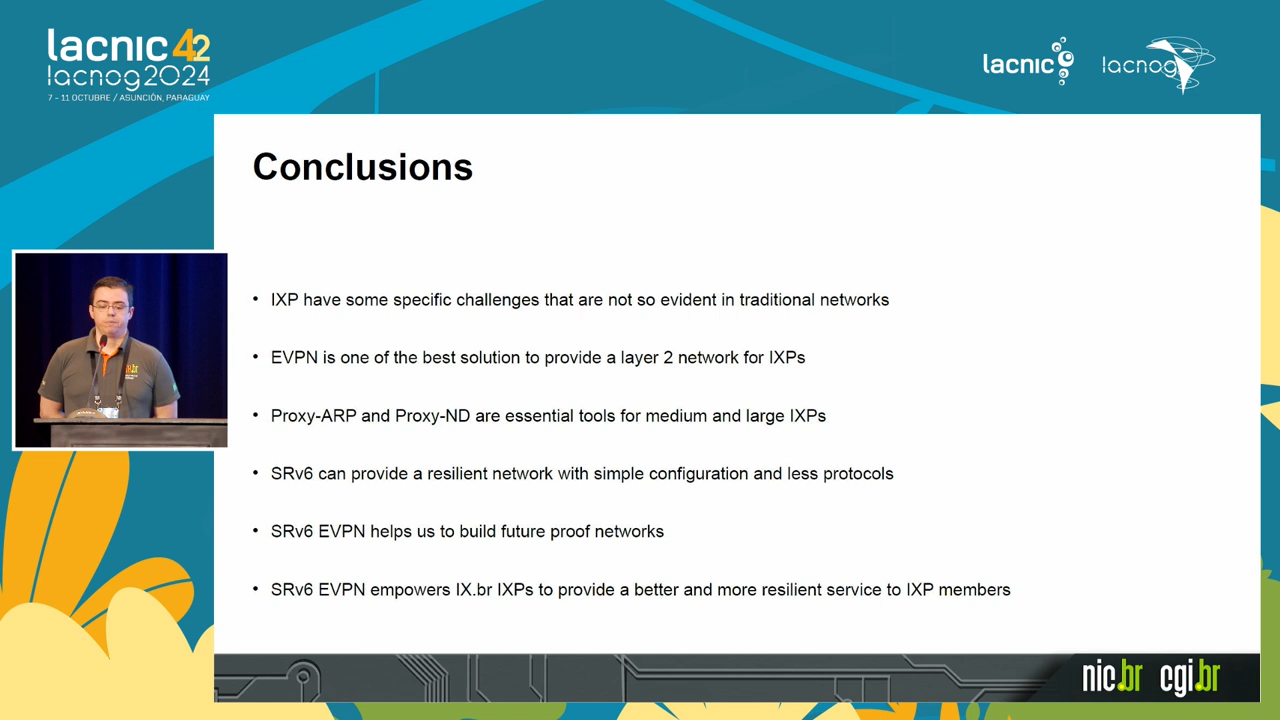 lacnic 42
lacnog2024
7 - 11 OCTUBRE / ASUNCIÓN, PARAGUAY
lacnic
lacnog
Conclusions
• IXP have some specific challenges that are not so evident in traditional networks
• EVPN is one of the best solution to provide a layer 2 network for IXPs
• Proxy-ARP and Proxy-ND are essential tools for medium and large IXPs
• SRv6 can provide a resilient network with simple configuration and less protocols
• SRv6 EVPN helps us to build future proof networks
• SRv6 EVPN empowers IX.br IXPs to provide a better and more resilient service to IXP members
nic.br cgi.br